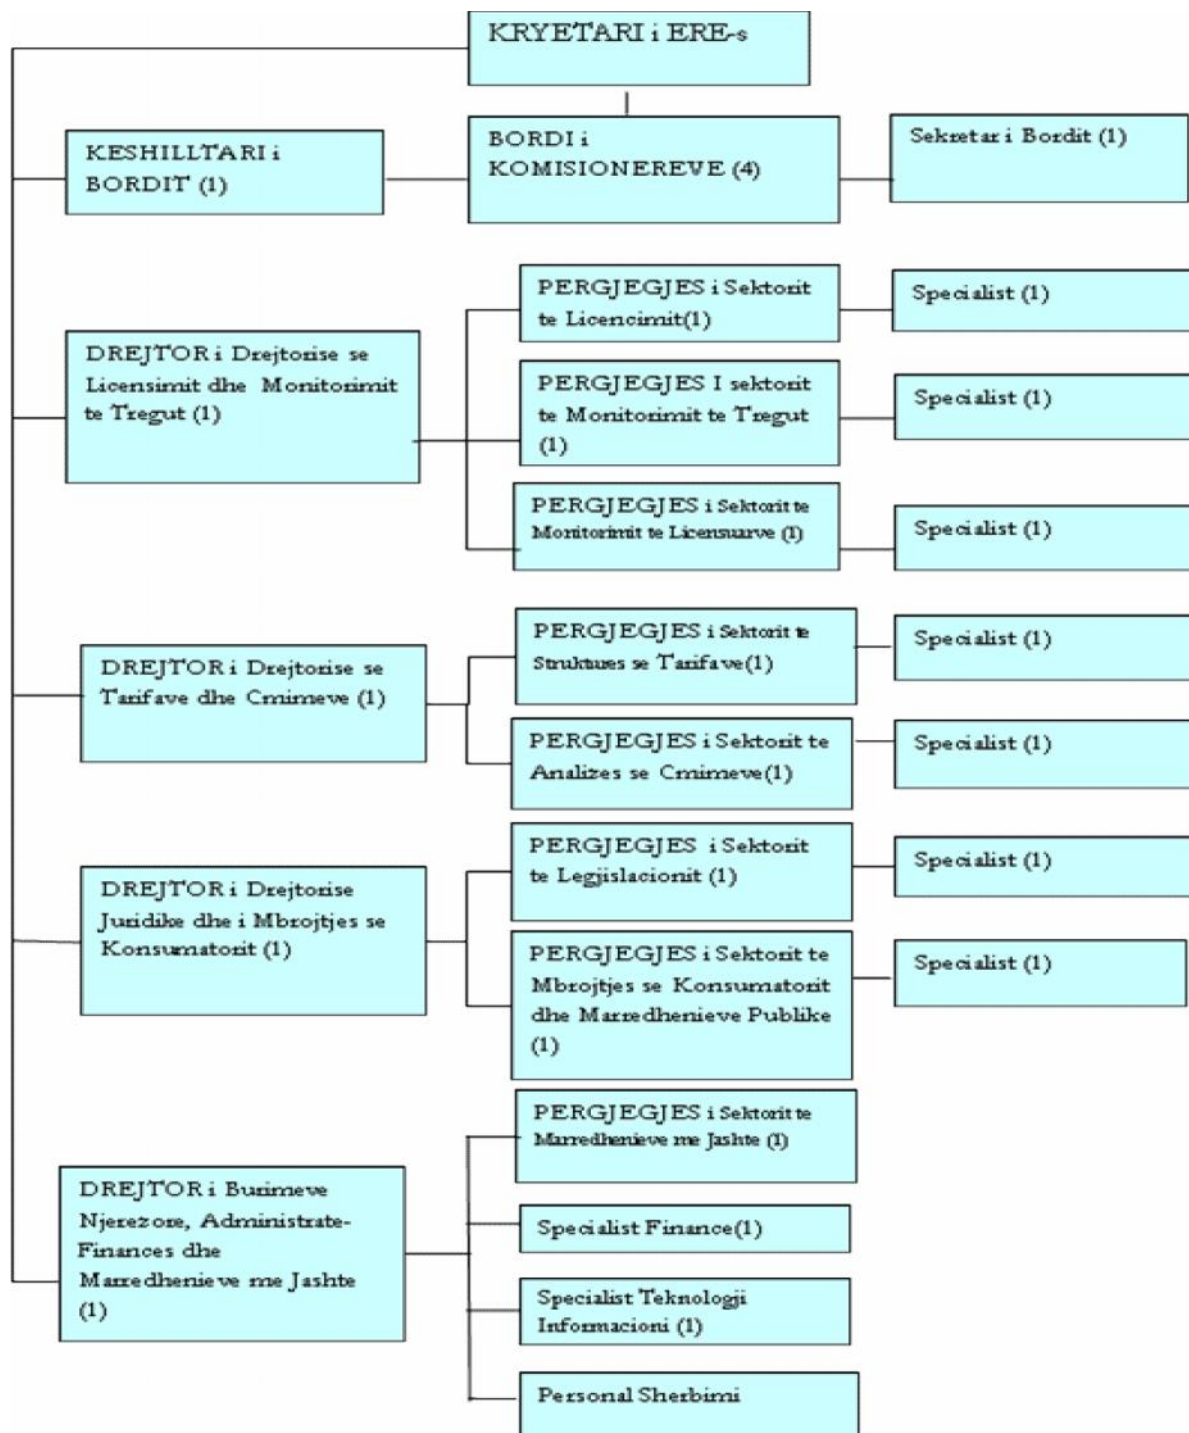 KRYETARI i ERE-s
KESHILLTARI i
BORDIT (1)
BORDI i
KOMISIONEREVE (4)
Sekretar i Bordit (1)
DREJTOR i Drejtorise se
Licensimit dhe Monitorimit
te Tregut (1)
PERGJEGJES i Sektorit
te Licencimit(1)
Specialist (1)
PERGJEGJES I sektorit
te Monitorimit te Tregut
(1)
Specialist (1)
PERGJEGJES i Sektorit te
Monitorimit te Licensuarve (1)
Specialist (1)
DREJTOR i Drejtorise se
Tarifave dhe Cmimeve (1)
PERGJEGJES i Sektorit te
Struktures se Tarifave(1)
Specialist (1)
PERGJEGJES i Sektorit te
Analizes se Cmimeve(1)
Specialist (1)
DREJTOR i Drejtorise
Juridike dhe i Mbrojtjes se
Konsumatorit (1)
PERGJEGJES i Sektorit
te Legjislacionit (1)
Specialist (1)
PERGJEGJES i Sektorit te
Mbrojtjes se Konsumatorit
dhe Marredhenieve Publike
(1)
Specialist (1)
DREJTOR i Burimeve
Njerezore, Administrate-
Finances dhe
Marredhenieve me Jashte
(1)
PERGJEGJES i Sektorit te
Marredhenieve me Jashte (1)
Specialist Finance(1)
Specialist Teknologji
Informacioni (1)
Personal Sherbimi